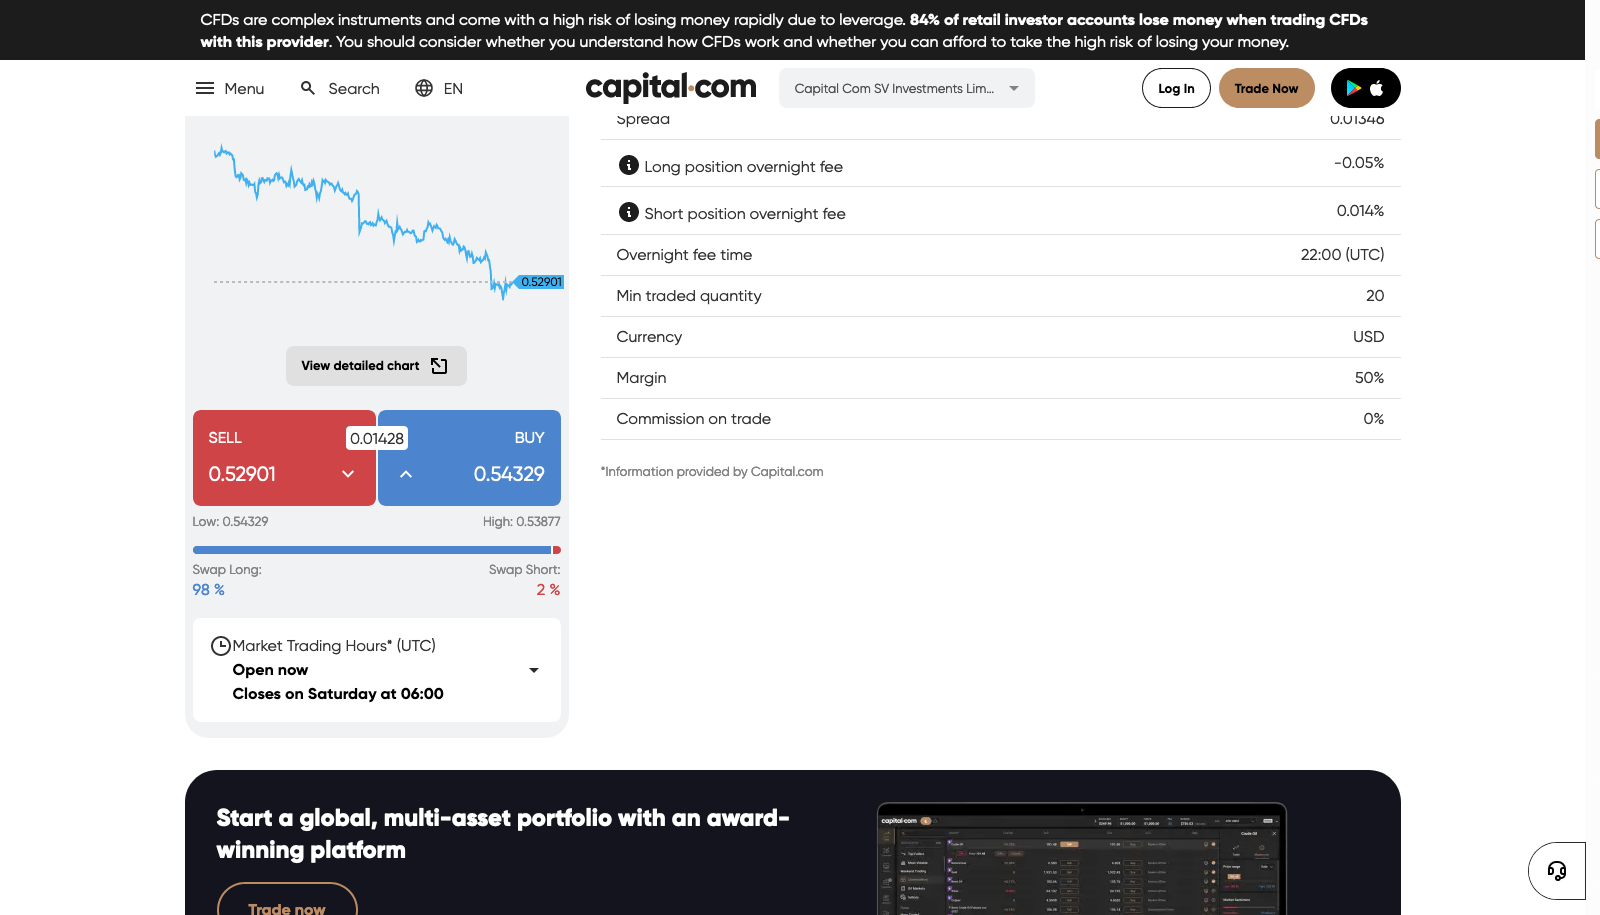 CFDs are complex instruments and come with a high risk of losing money rapidly due to leverage. 84% of retail investor accounts lose money when trading CFDs
with this provider. You should consider whether you understand how CFDs work and whether you can afford to take the high risk of losing your money.
Menu
Search
EN
capital.com
Capital Com SV Investments Lim...
Log In
Trade Now
0.52901
View detailed chart
SELL
0.01428
BUY
0.52901
0.54329
Low: 0.54329
High: 0.53877
Swap Long:
Swap Short:
98 %
2 %
Market Trading Hours* (UTC)
Open now
Closes on Saturday at 06:00
Spread 0.01346
Long position overnight fee -0.05%
Short position overnight fee 0.014%
Overnight fee time 22:00 (UTC)
Min traded quantity 20
Currency USD
Margin 50%
Commission on trade 0%
*Information provided by Capital.com
Start a global, multi-asset portfolio with an award-
winning platform
Trade now
capital.com